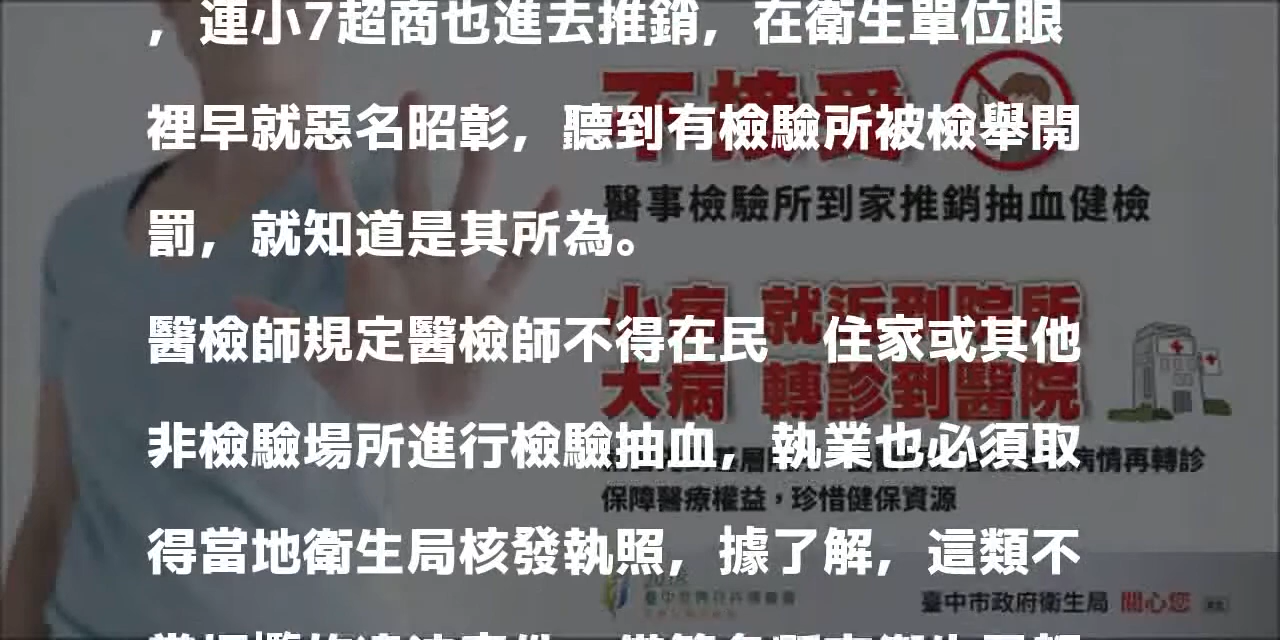 ，連小7超商也進去推銷，在衛生單位眼
裡早就惡名昭彰，聽到有檢驗所被檢舉開
罰，就知道是其所為。
醫檢師規定醫檢師不得在民　住家或其他
非檢驗場所進行檢驗抽血，執業也必須取
得當地衛生局核發執照，據了解，這類不
不接受
醫事檢驗所到家推銷抽血健檢
小病 就近到院所
大病 轉診到醫院
病情再轉診
保障醫療權益，珍惜健保資源
臺中市政府衛生局 關心您